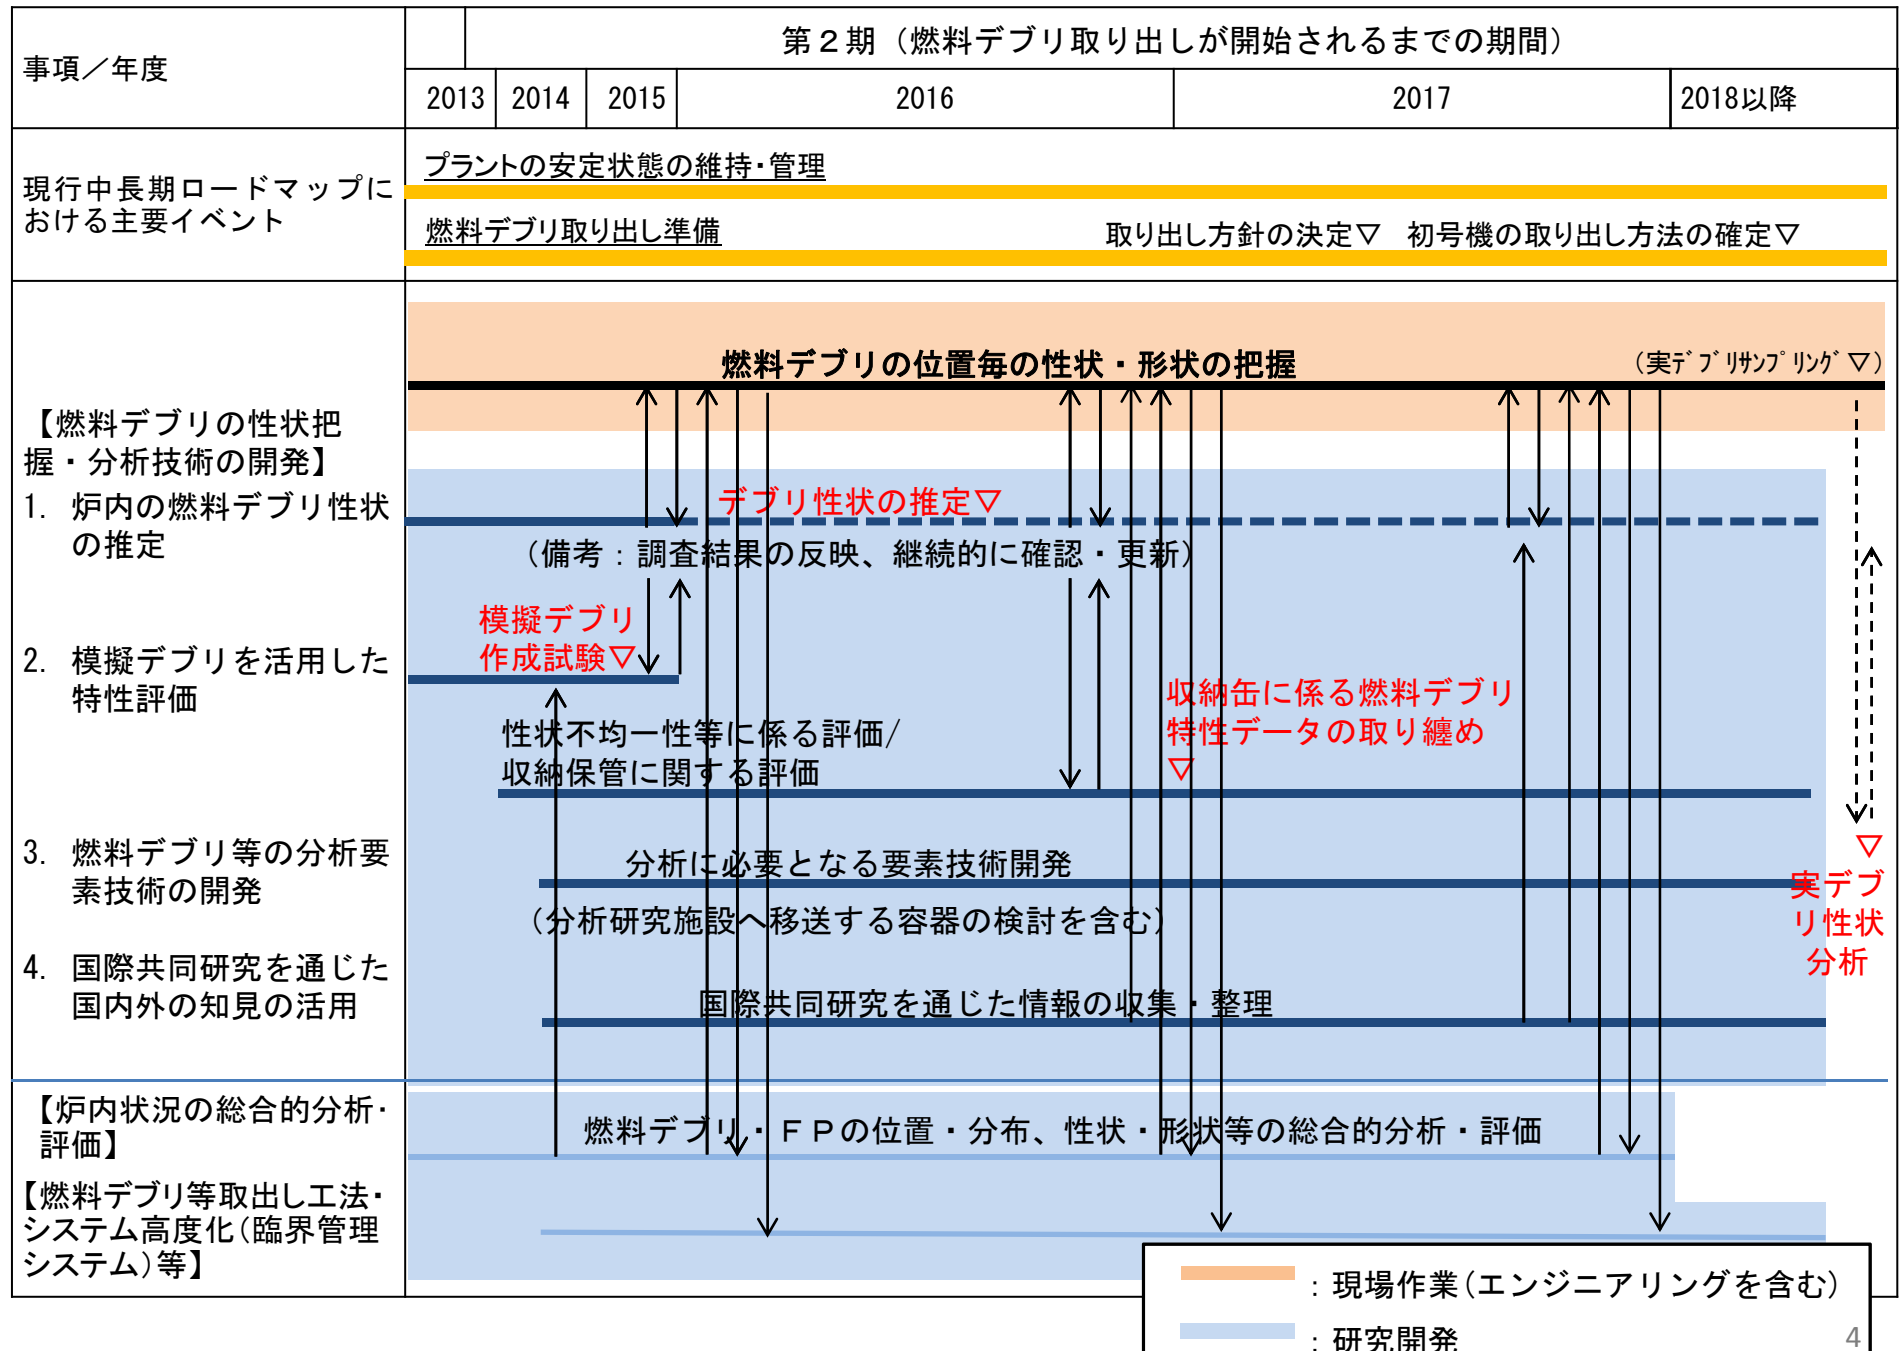 事項／年度
第２期（燃料デブリ取り出しが開始されるまでの期間）
2013
2014
2015
2016
2017
2018以降
現行中長期ロードマップに
おける主要イベント
プラントの安定状態の維持・管理
燃料デブリ取り出し準備
取り出し方針の決定▽
初号機の取り出し方法の確定▽
燃料デブリの位置毎の性状・形状の把握
（実ﾃﾞﾌﾞﾘｻﾝﾌﾟﾘﾝｸﾞ▽）
【燃料デブリの性状把
握・分析技術の開発】
1. 炉内の燃料デブリ性状
の推定
デブリ性状の推定▽
（備考：調査結果の反映、継続的に確認・更新）
模擬デブリ
作成試験▽
2. 模擬デブリを活用した
特性評価
収納缶に係る燃料デブリ
特性データの取り纏め
▽
性状不均一性等に係る評価/
収納保管に関する評価
3. 燃料デブリ等の分析要
素技術の開発
分析に必要となる要素技術開発
（分析研究施設へ移送する容器の検討を含む）
▽
実デブ
リ性状
分析
4. 国際共同研究を通じた
国内外の知見の活用
国際共同研究を通じた情報の収集・整理
【炉内状況の総合的分析・
評価】
燃料デブリ・ＦＰの位置・分布、性状・形状等の総合的分析・評価
【燃料デブリ等取出し工法・
システム高度化（臨界管理
システム）等】
：現場作業（エンジニアリングを含む）
：研究開発
4